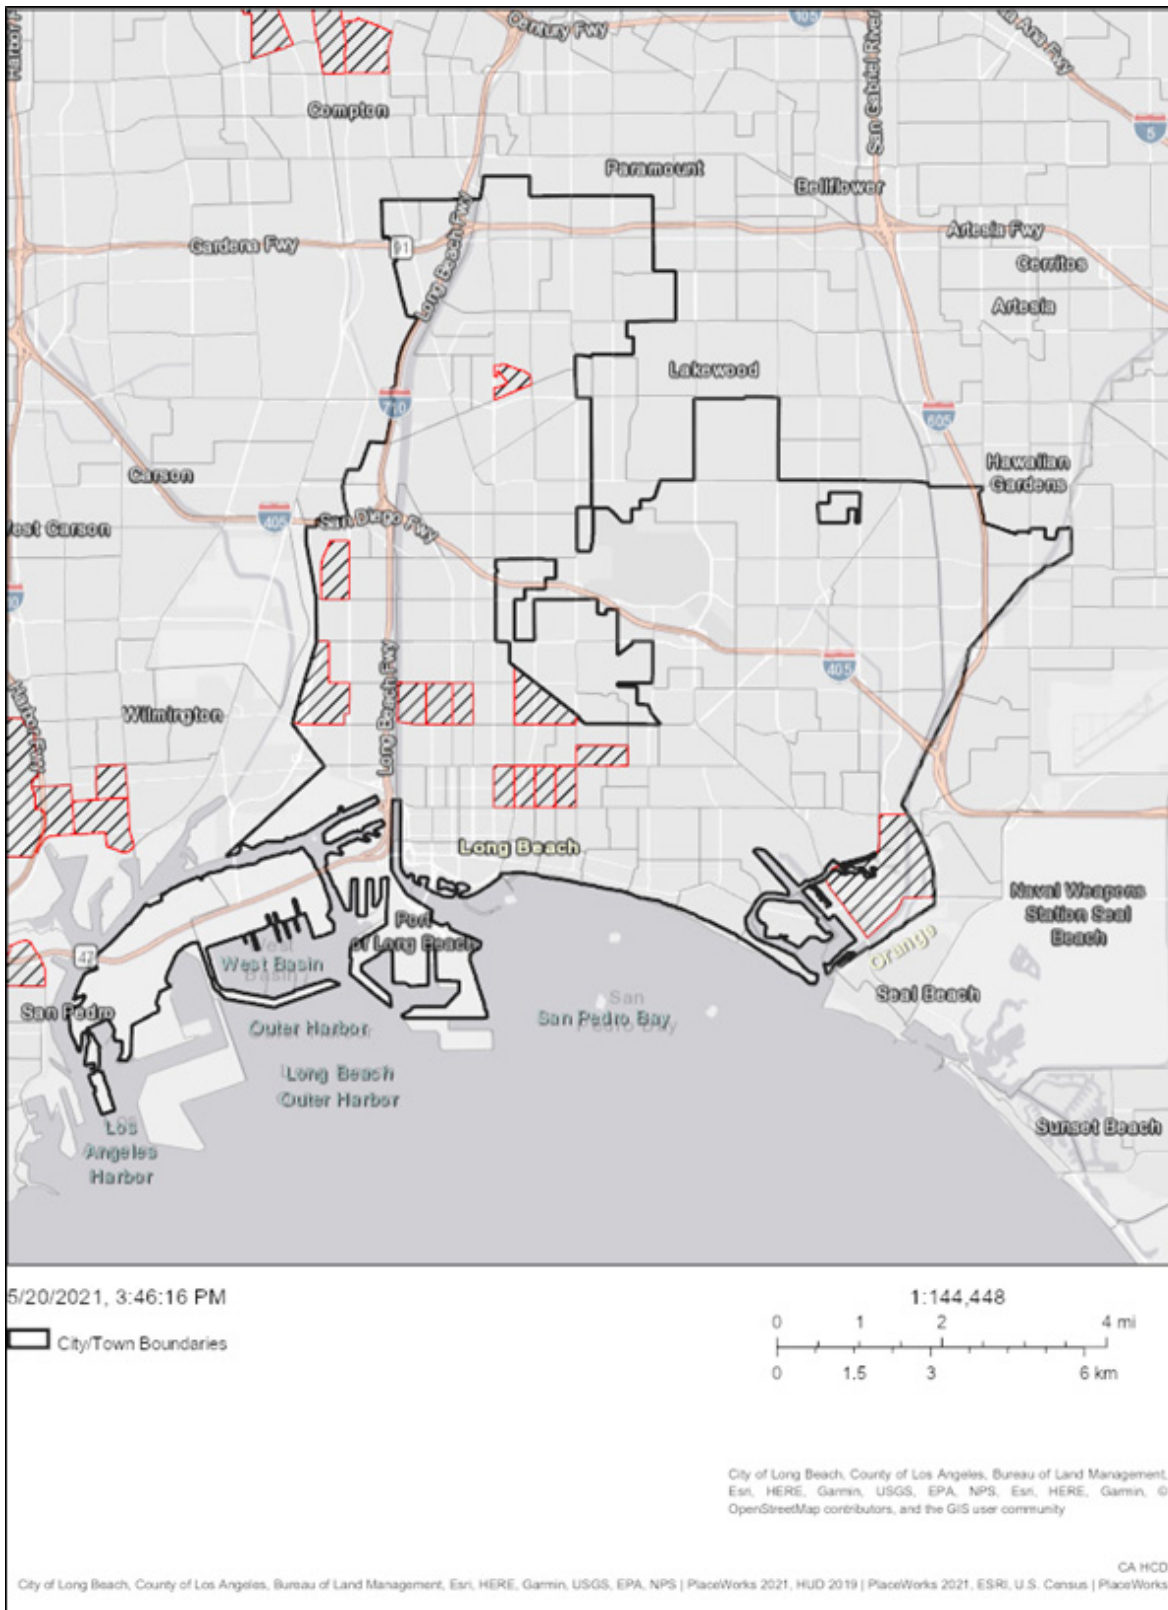 Century Fwy
105
San Gabriel River
5
Compton
Paramount
Bellflower
Gardena Fwy
91
Long Beach Fwy
Artesia Fwy
Cerritos
Artesia
Lakewood
710
605
Carson
Hawaiian
Gardens
405
San Diego Fwy
est Carson
Long Beach Fwy
405
Wilmington
Long Beach
Naval Weapons
Station Seal
Beach
Port
of Long Beach
Orange
47
West Basin
Seal Beach
San Pedro
Outer Harbor
San
San Pedro Bay
Long Beach
Outer Harbor
Los
Angeles
Harbor
Sunset Beach
5/20/2021, 3:46:16 PM
City/Town Boundaries
1:144,448
0 1 2 4 mi
0 1.5 3 6 km
City of Long Beach, County of Los Angeles, Bureau of Land Management,
Esri, HERE, Garmin, USGS, EPA, NPS, Esri, HERE, Garmin, ©
OpenStreetMap contributors, and the GIS user community
CA HCD
City of Long Beach, County of Los Angeles, Bureau of Land Management, Esri, HERE, Garmin, USGS, EPA, NPS | PlaceWorks 2021, HUD 2019 | PlaceWorks 2021, ESRI, U.S. Census | PlaceWorks